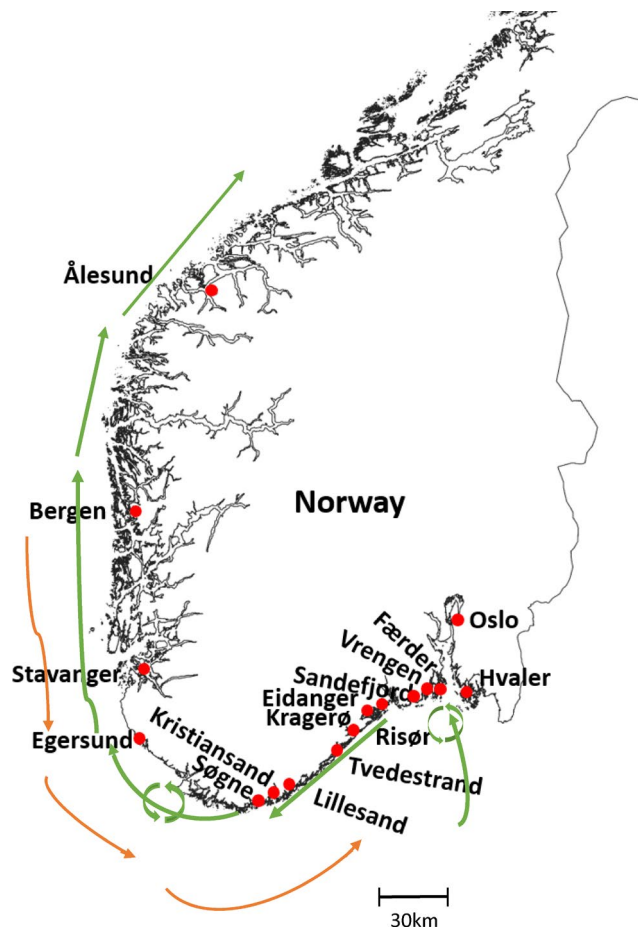 Ålesund
Bergen
Norway
Stavanger
Egersund
Oslo
Færder
Vrengen
Hvaler
Sandefjord
Eidanger
Kragerø
Risør
Kristiansand
Tvedestrand
Søgne
Lillesand
30km